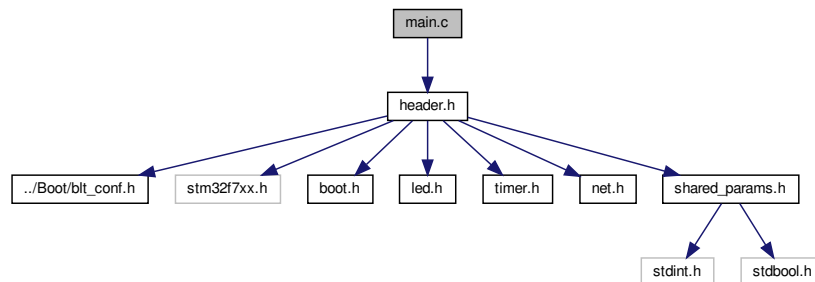 main.c
header.h
../Boot/blt_conf.h
stm32f7xx.h
boot.h
led.h
timer.h
net.h
shared_params.h
stdint.h
stdbool.h